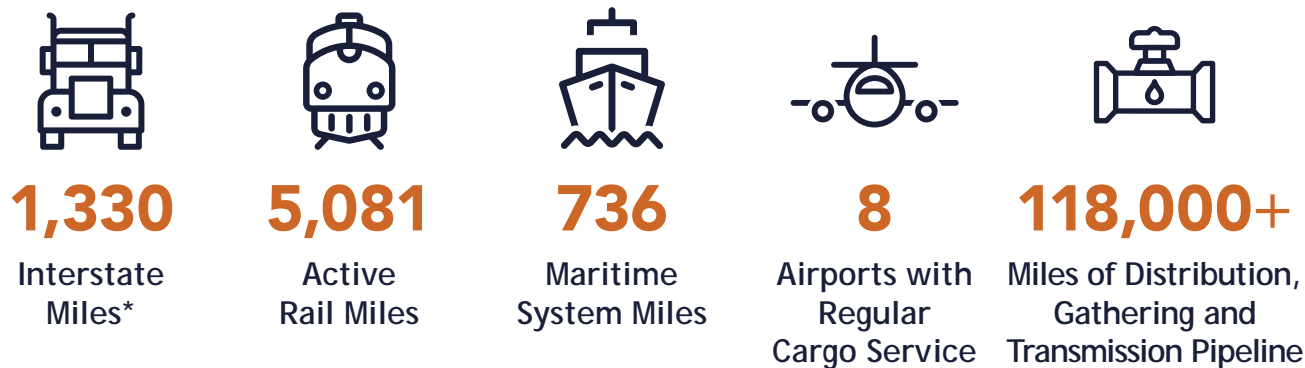 1,330
Interstate
Miles*
5,081
Active
Rail Miles
736
Maritime
System Miles
8
Airports with
Regular
Cargo Service
118,000+
Miles of Distribution,
Gathering and
Transmission Pipeline